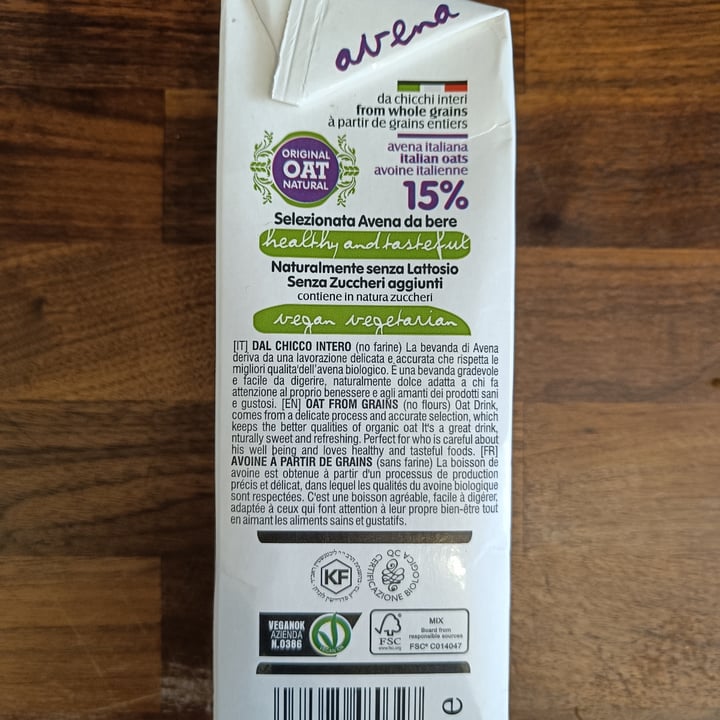 avena
da chicchi interi
from whole grains
à partir de grains entiers
avena italiana
italian oats
avoine italienne
15%
ORIGINAL
OAT
NATURAL
Selezionata Avena da bere
healthy and tasteful
Naturalmente senza Lattosio
Senza Zuccheri aggiunti
contiene in natura zuccheri
vegan vegetarian
[IT] DAL CHICCO INTERO (no farine) La bevanda di Avena
deriva da una lavorazione delicata e accurata che rispetta le
migliori qualita'dell'avena biologico. E una bevanda gradevole
e facile da digerire, naturalmente dolce adatta a chi fa
attenzione al proprio benessere e agli amanti dei prodotti sani
e gustosi. [EN] OAT FROM GRAINS (no flours) Oat Drink,
comes from a delicate process and accurate selection, which
keeps the better qualities of organic oat It's a great drink,
nturally sweet and refreshing. Perfect for who is careful about
his well being and loves healthy and tasteful foods. [FR]
AVOINE À PARTIR DE GRAINS (sans farine) La boisson de
avoine est obtenue à partir d'un processus de production
précis et délicat, dans lequel les qualités du avoine biologique
sont respectées. C'est une boisson agréable, facile à digérer,
adaptée à ceux qui font attention à leur propre bien-être tout
en aimant les aliments sains et gustatifs.
KF
QC
CERTIFICAZIONE BIOLOGICA
VEGANOK
AZIENDA
N.0366
FSC
MIX
Board from
responsible sources
FSC® C014047
e